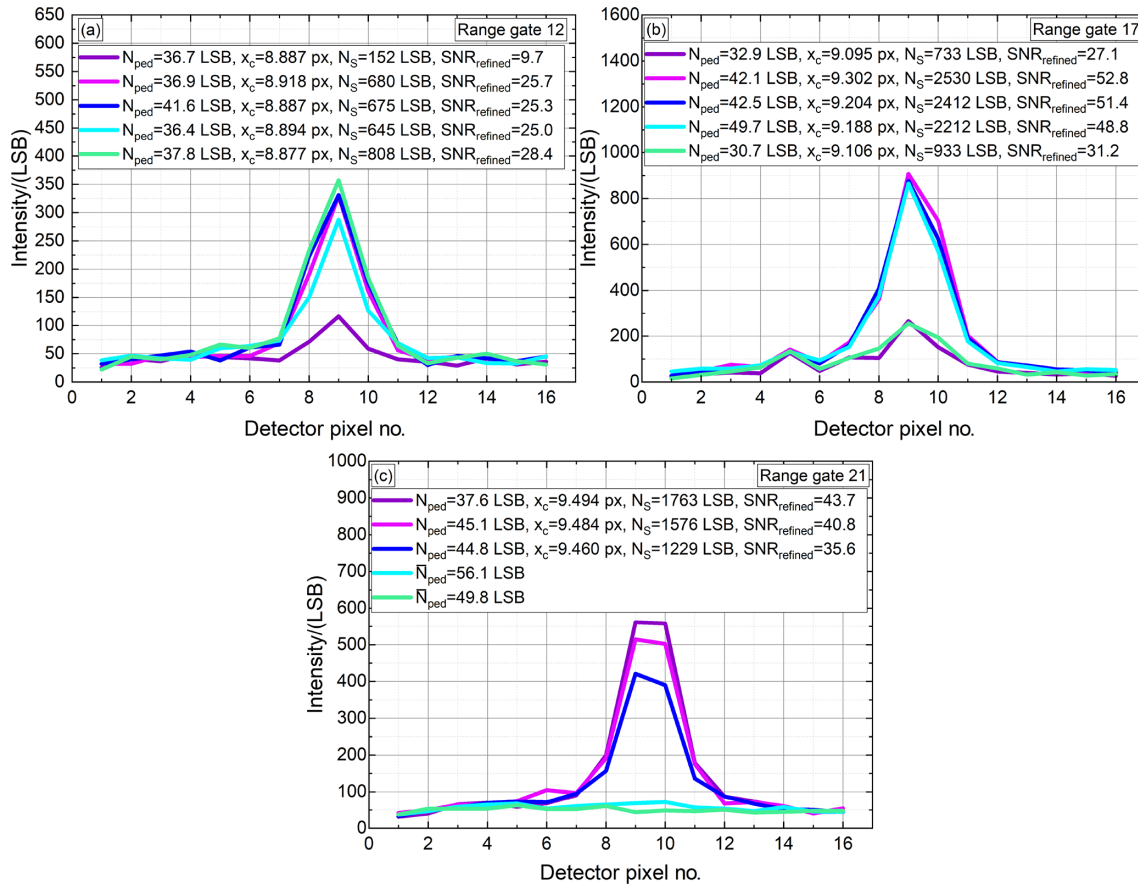 (a) Range gate 12
N_ped=36.7 LSB, x_c=8.887 px, N_S=152 LSB, SNR_refined=9.7
N_ped=36.9 LSB, x_c=8.918 px, N_S=680 LSB, SNR_refined=25.7
N_ped=41.6 LSB, x_c=8.887 px, N_S=675 LSB, SNR_refined=25.3
N_ped=36.4 LSB, x_c=8.894 px, N_S=645 LSB, SNR_refined=25.0
N_ped=37.8 LSB, x_c=8.877 px, N_S=808 LSB, SNR_refined=28.4
650
600
550
500
450
400
350
300
250
200
150
100
50
0
Intensity/(LSB)
0 2 4 6 8 10 12 14 16
Detector pixel no.
(b) Range gate 17
N_ped=32.9 LSB, x_c=9.095 px, N_S=733 LSB, SNR_refined=27.1
N_ped=42.1 LSB, x_c=9.302 px, N_S=2530 LSB, SNR_refined=52.8
N_ped=42.5 LSB, x_c=9.204 px, N_S=2412 LSB, SNR_refined=51.4
N_ped=49.7 LSB, x_c=9.188 px, N_S=2212 LSB, SNR_refined=48.8
N_ped=30.7 LSB, x_c=9.106 px, N_S=933 LSB, SNR_refined=31.2
1600
1400
1200
1000
800
600
400
200
0
Intensity/(LSB)
0 2 4 6 8 10 12 14 16
Detector pixel no.
(c) Range gate 21
N_ped=37.6 LSB, x_c=9.494 px, N_S=1763 LSB, SNR_refined=43.7
N_ped=45.1 LSB, x_c=9.484 px, N_S=1576 LSB, SNR_refined=40.8
N_ped=44.8 LSB, x_c=9.460 px, N_S=1229 LSB, SNR_refined=35.6
N̄_ped=56.1 LSB
N̄_ped=49.8 LSB
1000
900
800
700
600
500
400
300
200
100
0
Intensity/(LSB)
0 2 4 6 8 10 12 14 16
Detector pixel no.